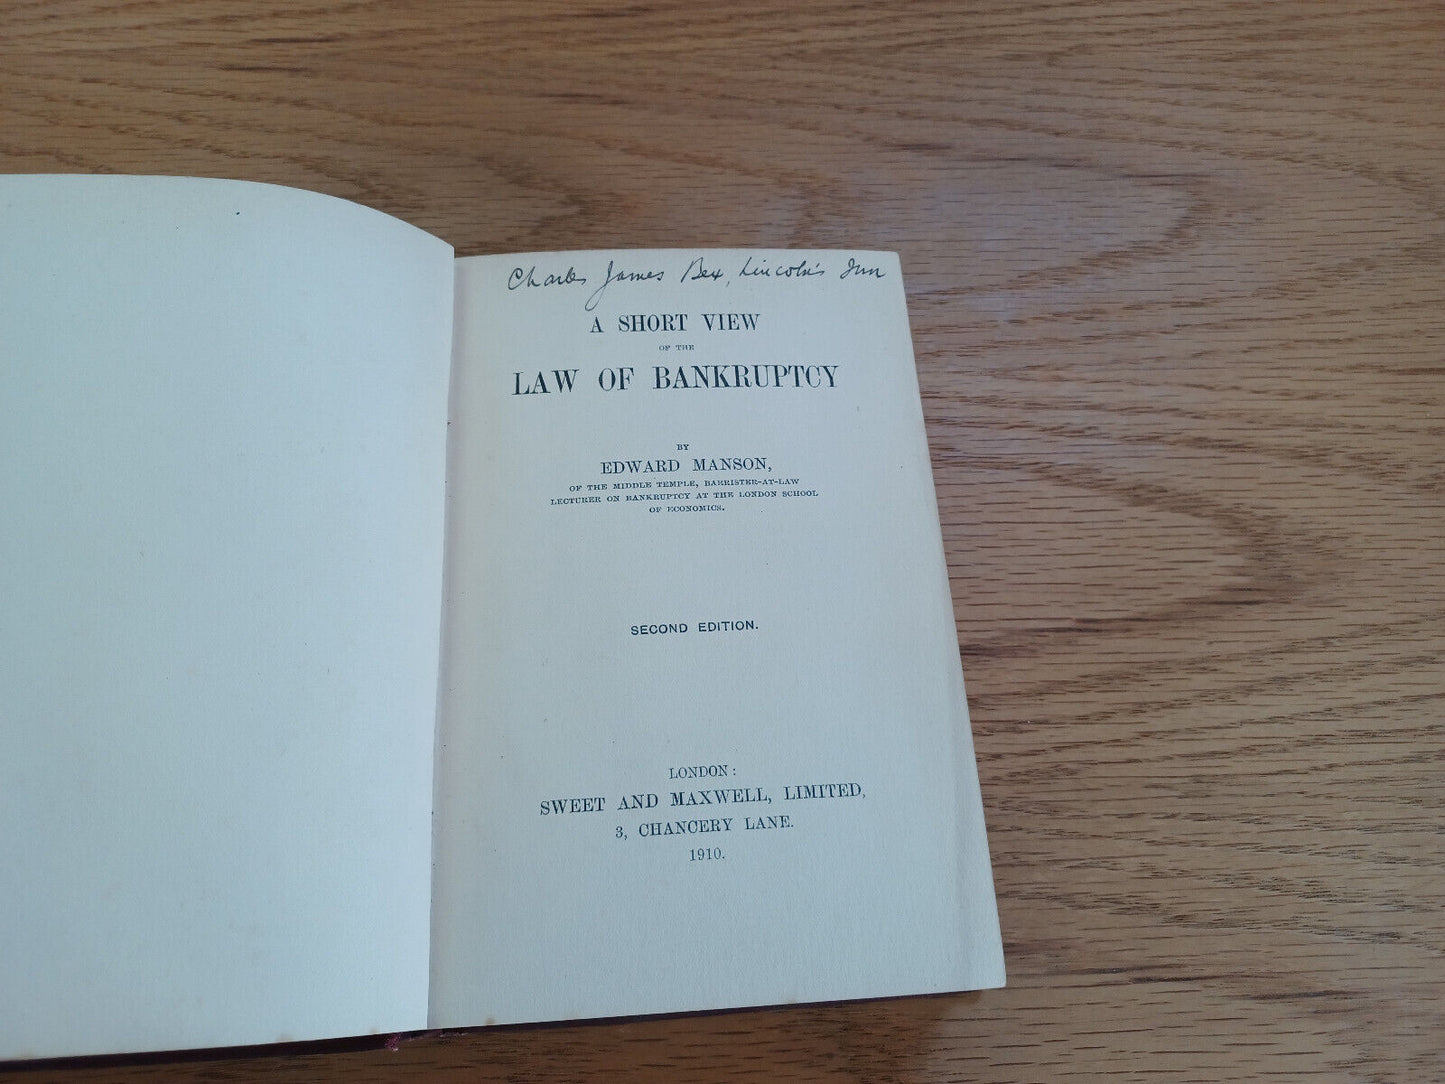 Charles James Bex, Lincoln's Inn
A SHORT VIEW
OF THE
LAW OF BANKRUPTCY
BY
EDWARD MANSON,
OF THE MIDDLE TEMPLE, BARRISTER-AT-LAW
LECTURER ON BANKRUPTCY AT THE LONDON SCHOOL
OF ECONOMICS.
SECOND EDITION.
LONDON:
SWEET AND MAXWELL, LIMITED,
3, CHANCERY LANE.
1910.